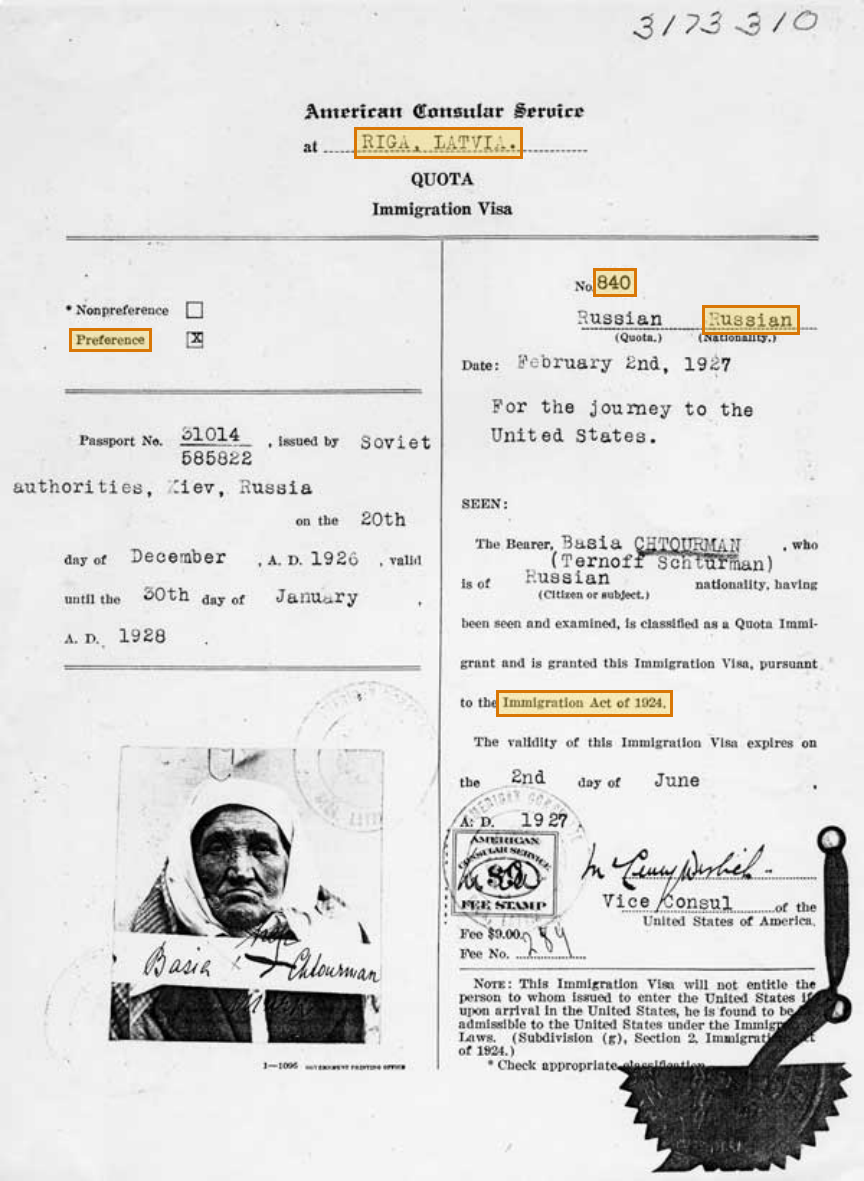 3173310
American Consular Service
at RIGA, LATVIA.
QUOTA
Immigration Visa
* Nonpreference
Preference X
Passport No. 31014 / 585822, issued by Soviet
authorities, Kiev, Russia
on the 20th
day of December, A. D. 1926, valid
until the 30th day of January,
A. D. 1928.
Basia Chtourman
1—1096 GOVERNMENT PRINTING OFFICE
No. 840
Russian Russian
(Quota.) (Nationality.)
Date: February 2nd, 1927
For the journey to the
United States.
SEEN:
The Bearer, Basia CHTOURMAN, who
(Ternoff Schturman)
is of Russian nationality, having
(Citizen or subject.)
been seen and examined, is classified as a Quota Immi-
grant and is granted this Immigration Visa, pursuant
to the Immigration Act of 1924.
The validity of this Immigration Visa expires on
the 2nd day of June,
A. D. 1927
AMERICAN
CONSULAR SERVICE
FEE STAMP
Vice Consul of the
United States of America.
Fee $9.00.
Fee No. 284
NOTE: This Immigration Visa will not entitle the
person to whom issued to enter the United States if
upon arrival in the United States, he is found to be
admissible to the United States under the Immigr
Laws. (Subdivision (g), Section 2, Immigrati ct
of 1924.)
* Check appropriate classification.